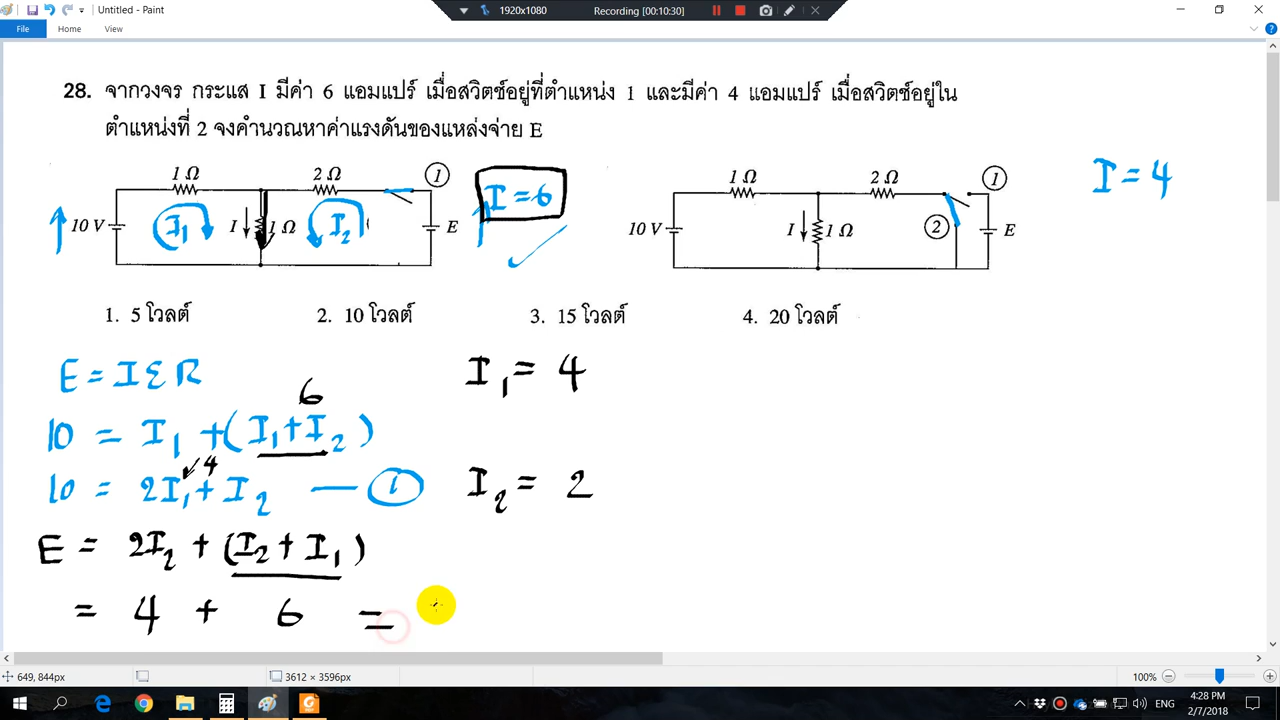 Untitled - Paint
1920x1080
Recording [00:10:30]
File
Home
View
28. จากวงจร กระแส I มีค่า 6 แอมแปร์ เมื่อสวิตซ์อยู่ที่ตำแหน่ง 1 และมีค่า 4 แอมแปร์ เมื่อสวิตซ์อยู่ใน
ตำแหน่งที่ 2 จงคำนวณหาค่าแรงดันของแหล่งจ่าย E
1 Ω 2 Ω 1
10 V I1 I 1 Ω I2 E
I = 6
1 Ω 2 Ω 1
10 V I 1 Ω 2 E
I = 4
1. 5 โวลต์ 2. 10 โวลต์ 3. 15 โวลต์ 4. 20 โวลต์
E = IΣR
6
10 = I1 + (I1 + I2)
4
10 = 2I1 + I2 — 1
E = 2I2 + (I2 + I1)
= 4 + 6 =
I1 = 4
I2 = 2
649, 844px
3612 × 3596px
100%
4:28 PM
2/7/2018